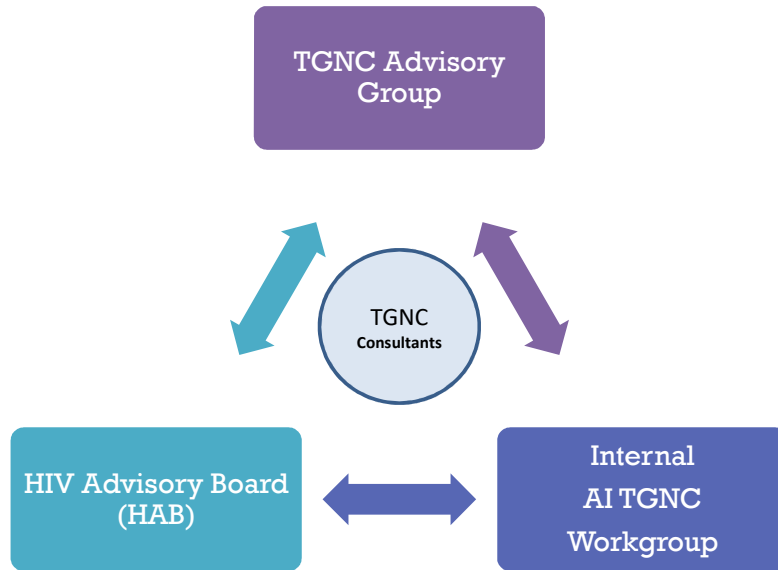 TGNC Advisory
Group
TGNC
Consultants
HIV Advisory Board
(HAB)
Internal
AI TGNC
Workgroup